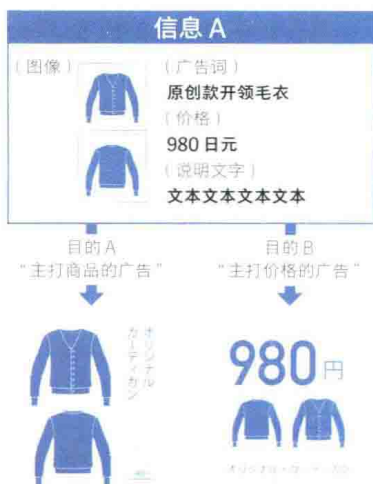 信息 A
（图像）
（广告词）
原创款开领毛衣
（价格）
980 日元
（说明文字）
文本文本文本文本
目的A
“主打商品的广告”
目的B
“主打价格的广告”
オリジナル
カーディガン
980円